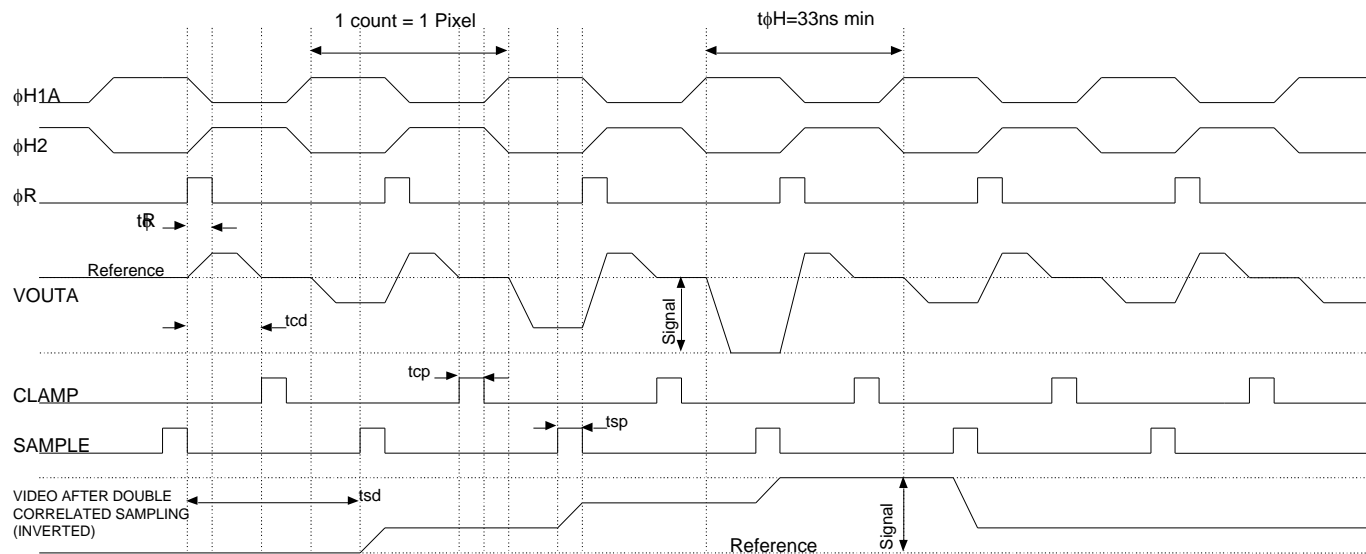 1 count = 1 Pixel
tϕH=33ns min
ϕH1A
ϕH2
ϕR
tϕR
Reference
VOUTA
Signal
tcd
tcp
CLAMP
tsp
SAMPLE
tsd
VIDEO AFTER DOUBLE
CORRELATED SAMPLING
(INVERTED)
Signal
Reference